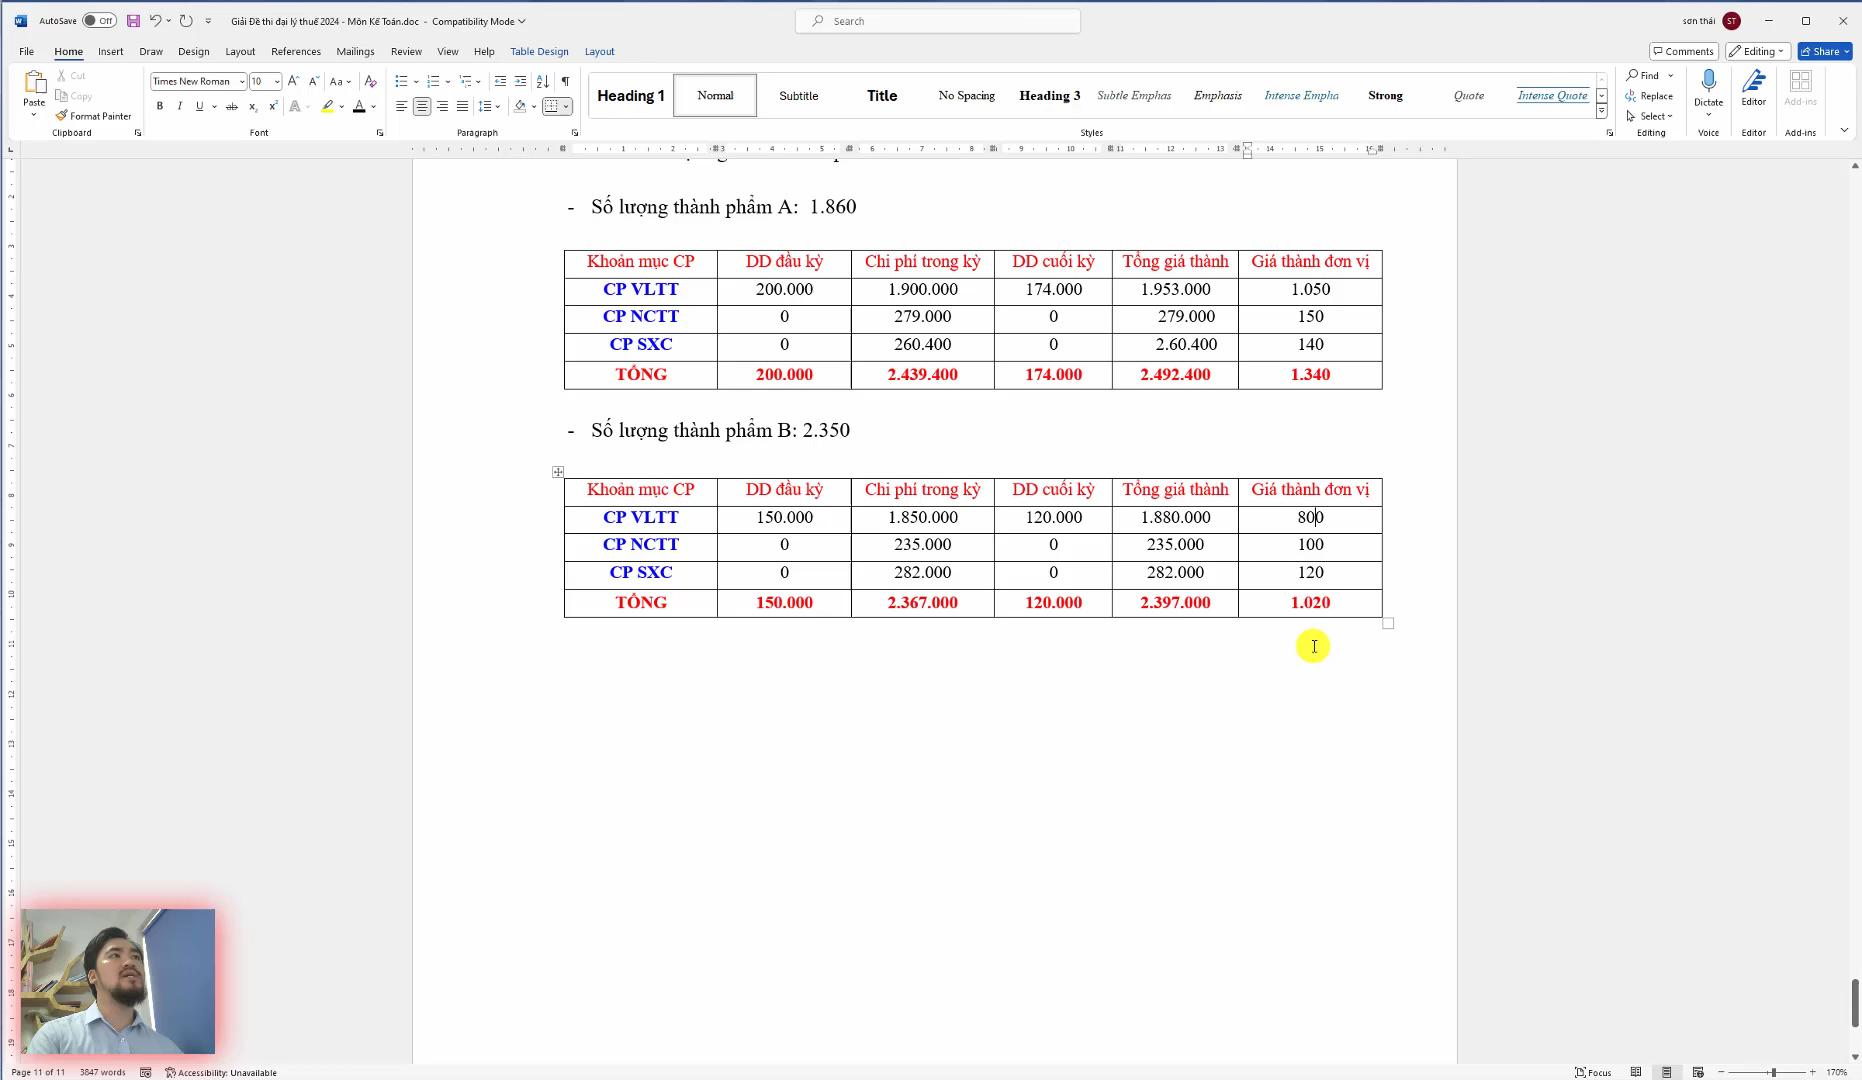 AutoSave Off Giải Đề thi đại lý thuế 2024 - Môn Kế Toán.doc - Compatibility Mode Search sơn thái ST
File Home Insert Draw Design Layout References Mailings Review View Help Table Design Layout Comments Editing Share
Paste Cut Copy Format Painter
Times New Roman 10
Heading 1 Normal Subtitle Title No Spacing Heading 3 Subtle Emphas Emphasis Intense Empha Strong Quote Intense Quote
Find Replace Select Dictate Editor Add-ins
Clipboard Font Paragraph Styles Editing Voice Editor Add-ins
- Số lượng thành phẩm A: 1.860
Khoản mục CP DD đầu kỳ Chi phí trong kỳ DD cuối kỳ Tổng giá thành Giá thành đơn vị
CP VLTT 200.000 1.900.000 174.000 1.953.000 1.050
CP NCTT 0 279.000 0 279.000 150
CP SXC 0 260.400 0 2.60.400 140
TỔNG 200.000 2.439.400 174.000 2.492.400 1.340
- Số lượng thành phẩm B: 2.350
Khoản mục CP DD đầu kỳ Chi phí trong kỳ DD cuối kỳ Tổng giá thành Giá thành đơn vị
CP VLTT 150.000 1.850.000 120.000 1.880.000 800
CP NCTT 0 235.000 0 235.000 100
CP SXC 0 282.000 0 282.000 120
TỔNG 150.000 2.367.000 120.000 2.397.000 1.020
Page 11 of 11 3847 words Accessibility: Unavailable Focus 170%